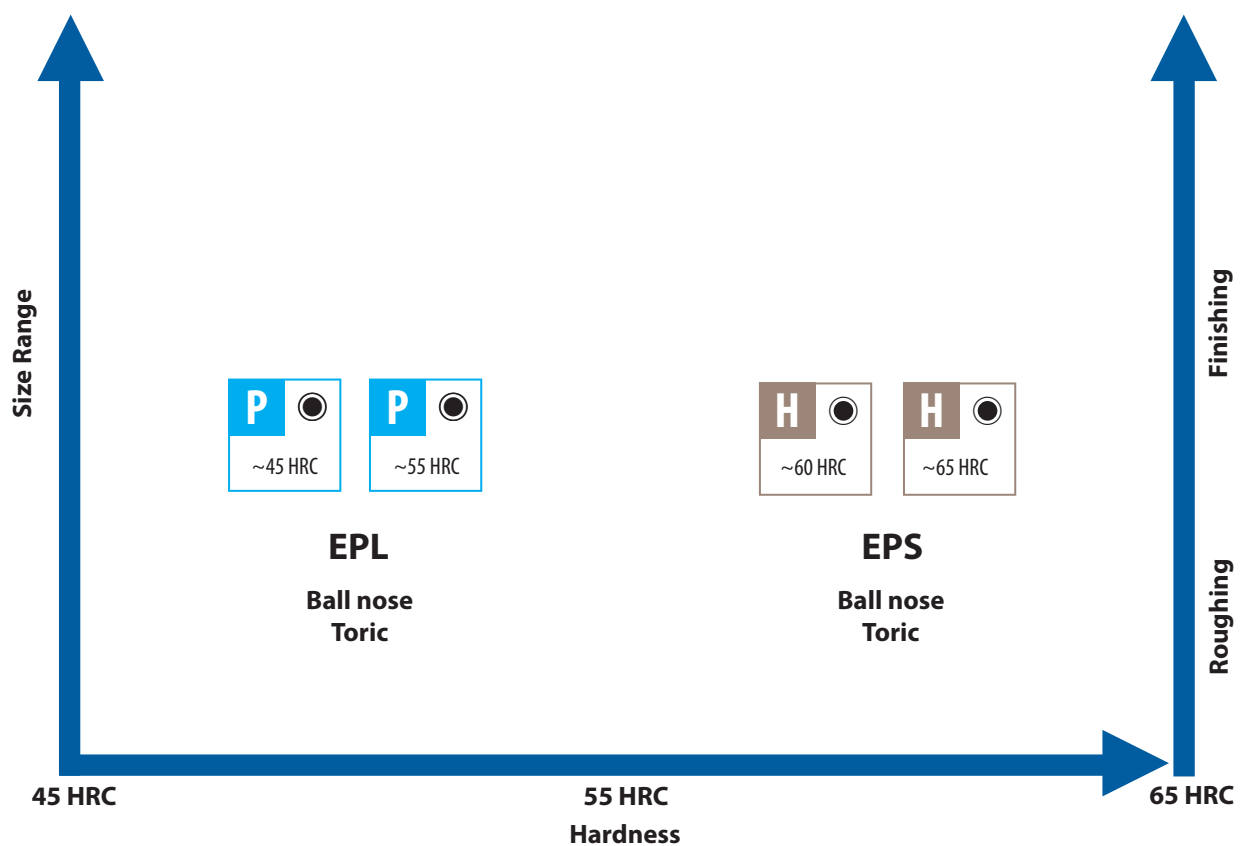 Size Range
Finishing
Roughing
P
~45 HRC
P
~55 HRC
EPL
Ball nose
Toric
H
~60 HRC
H
~65 HRC
EPS
Ball nose
Toric
45 HRC
55 HRC
65 HRC
Hardness